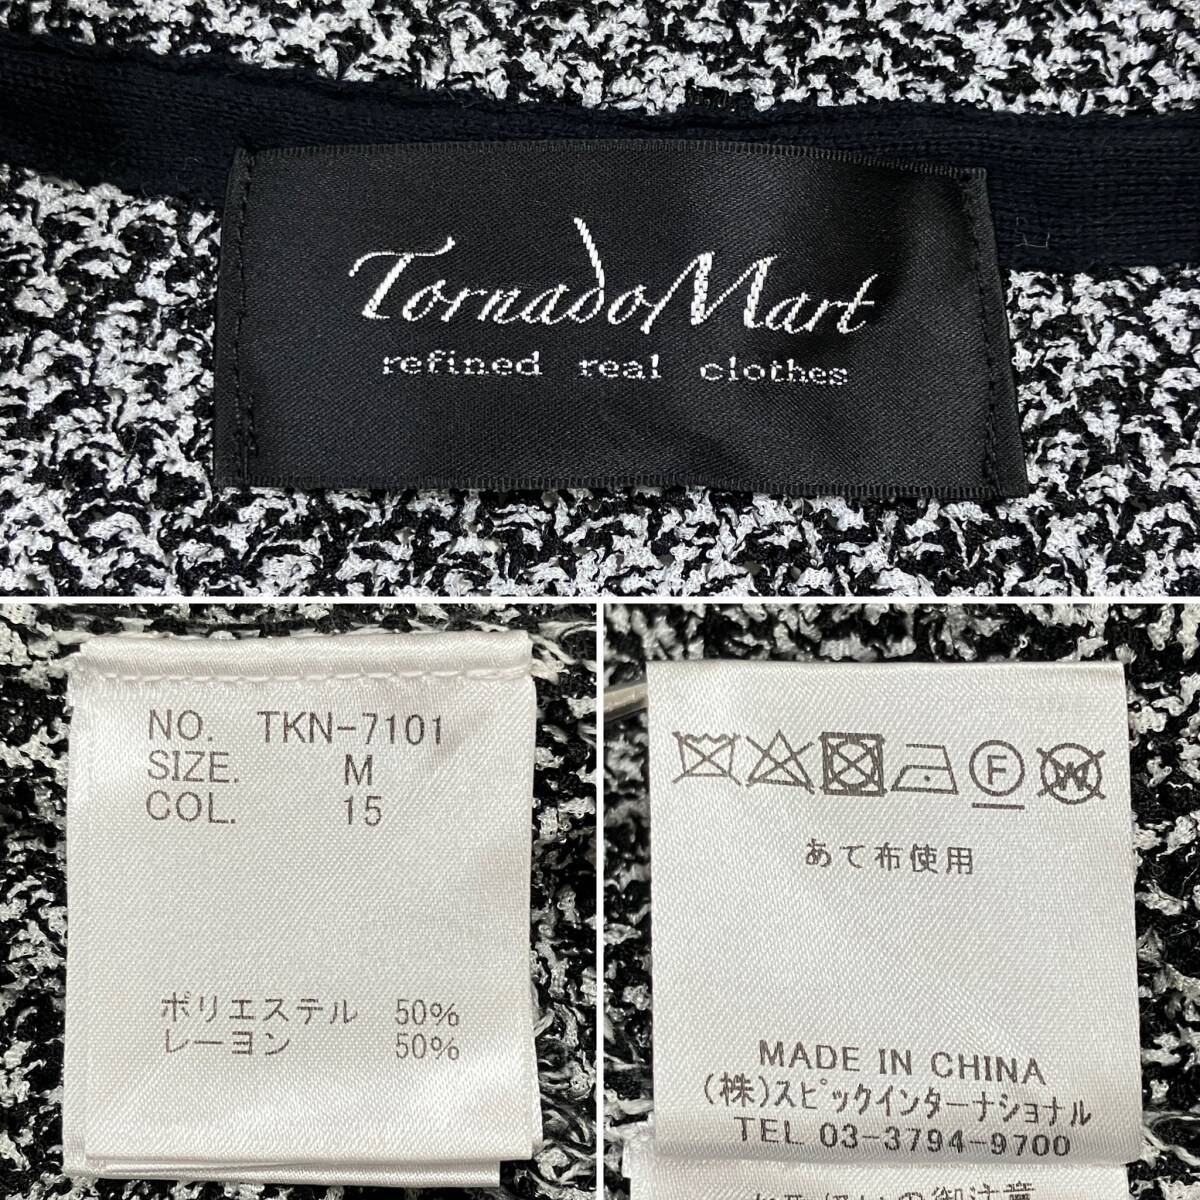 Tornado Mart
refined real clothes
NO. TKN-7101
SIZE. M
COL. 15
ポリエステル 50%
レーヨン 50%
F
W
あて布使用
MADE IN CHINA
(株)スピックインターナショナル
TEL 03-3794-9700